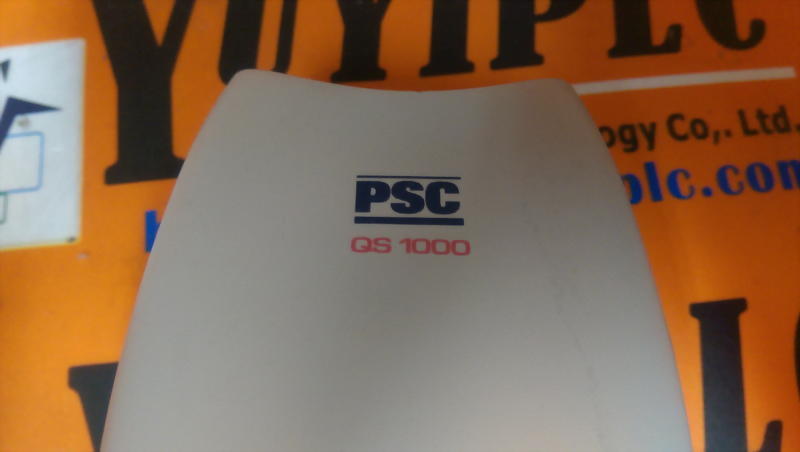 YUYIPLC
ogy Co,. Ltd.
plc.com
PSC
QS 1000